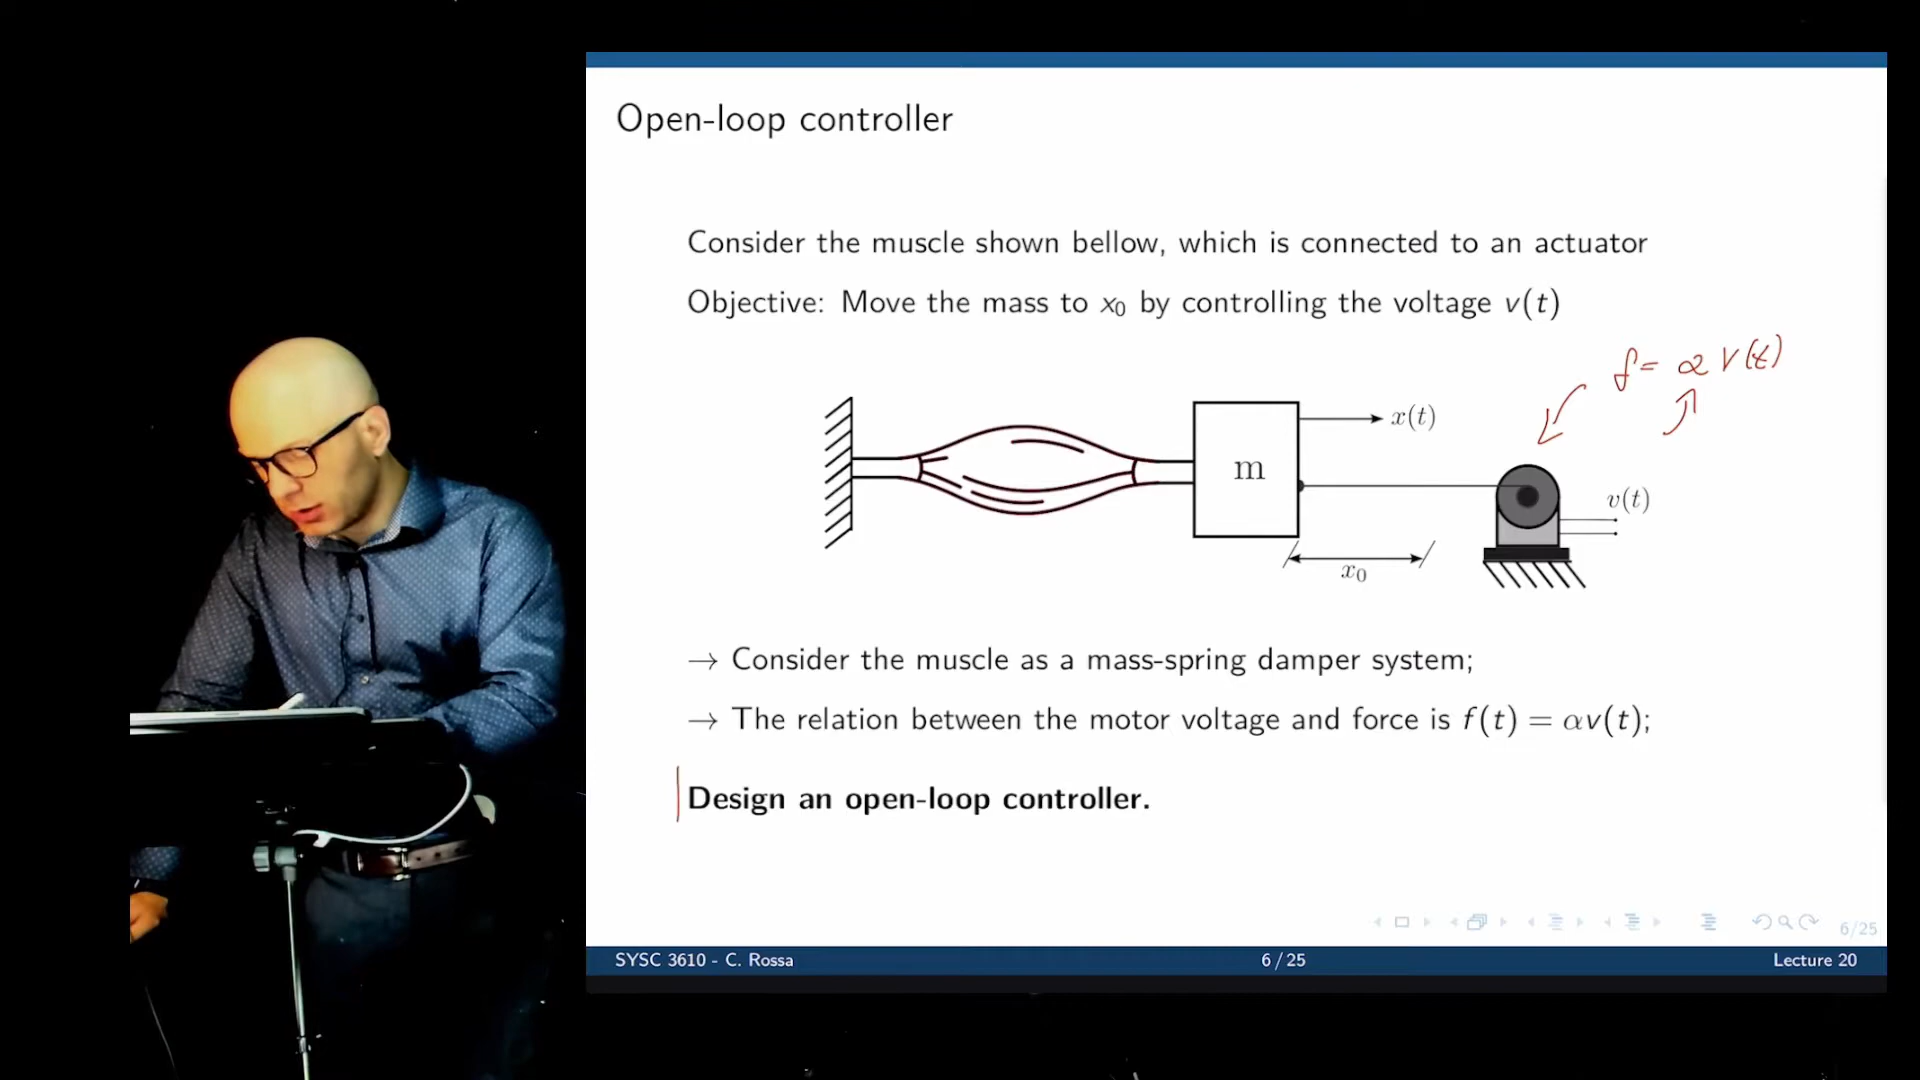 Open-loop controller
Consider the muscle shown bellow, which is connected to an actuator
Objective: Move the mass to x₀ by controlling the voltage v(t)
f = α v(t)
x(t)
m
v(t)
x₀
→ Consider the muscle as a mass-spring damper system;
→ The relation between the motor voltage and force is f(t) = αv(t);
Design an open-loop controller.
6/25
SYSC 3610 - C. Rossa 6 / 25 Lecture 20